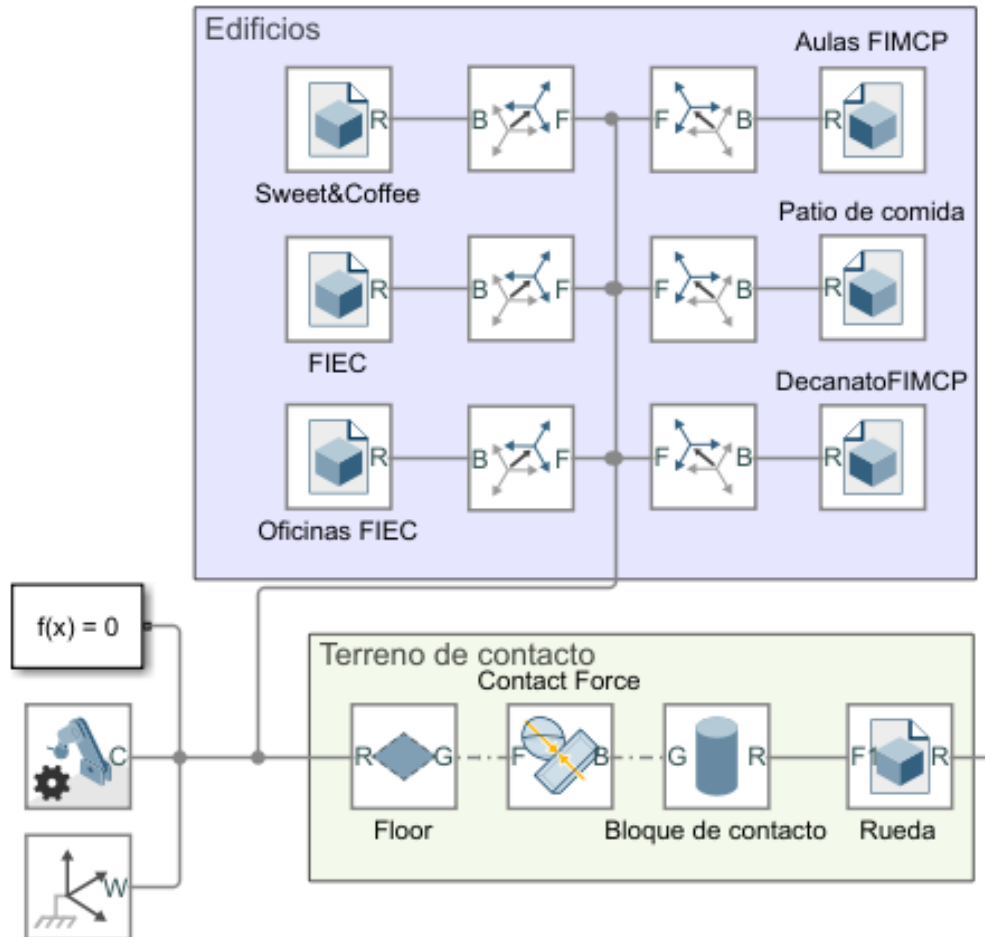 Edificios
Aulas FIMCP
R B F F B R
Sweet&Coffee
Patio de comida
R B F F B R
FIEC
DecanatoFIMCP
R B F F B R
Oficinas FIEC
f(x) = 0
Terreno de contacto
Contact Force
C R G F B G R F1 R
Floor Bloque de contacto Rueda
W